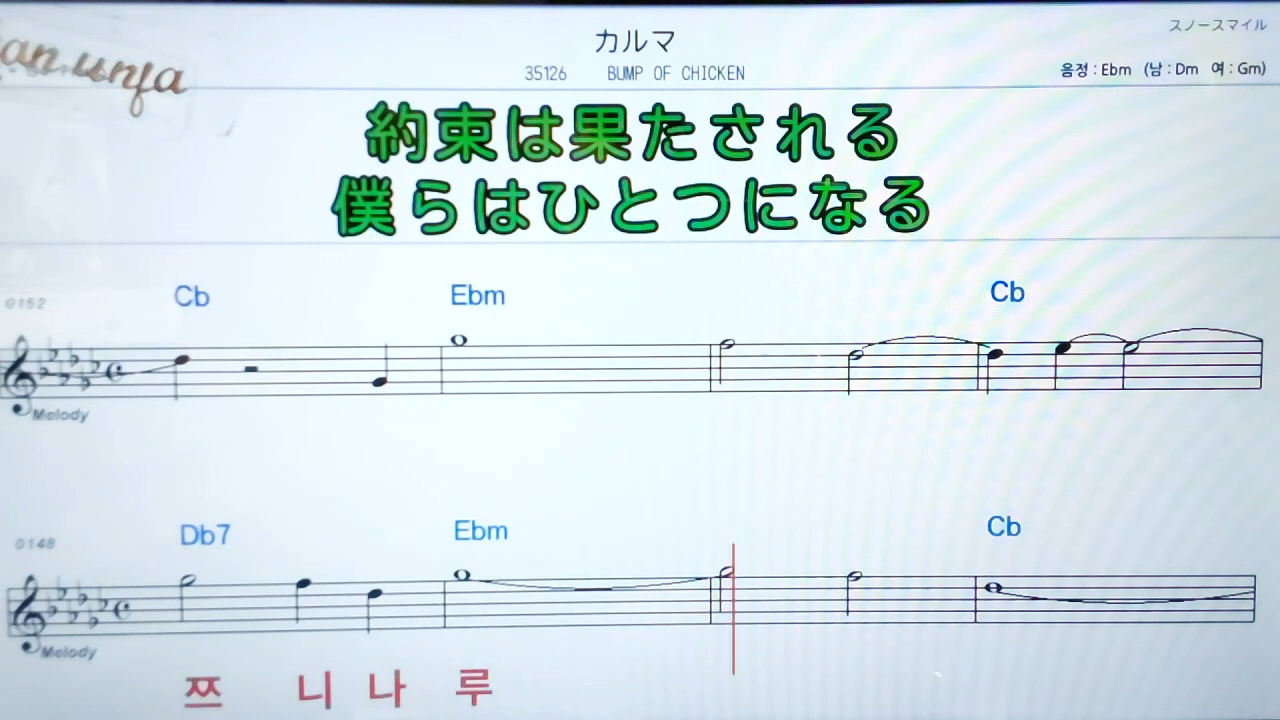 スノースマイル
カルマ
35126 BUMP OF CHICKEN
음정 : Ebm (남 : Dm 여 : Gm)
約束は果たされる
僕らはひとつになる
0152 Cb Ebm Cb
Melody
0148 Db7 Ebm Cb
Melody
쯔 니 나 루